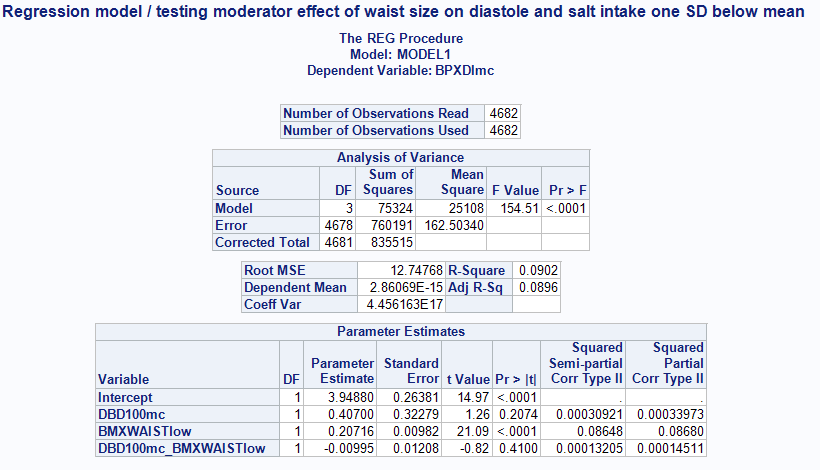 Regression model / testing moderator effect of waist size on diastole and salt intake one SD below mean
The REG Procedure
Model: MODEL1
Dependent Variable: BPXDImc
Number of Observations Read 4682
Number of Observations Used 4682
Analysis of Variance
Source DF Sum of Squares Mean Square F Value Pr > F
Model 3 75324 25108 154.51 <.0001
Error 4678 760191 162.50340
Corrected Total 4681 835515
Root MSE 12.74768 R-Square 0.0902
Dependent Mean 2.86069E-15 Adj R-Sq 0.0896
Coeff Var 4.456163E17
Parameter Estimates
Variable DF Parameter Estimate Standard Error t Value Pr > |t| Squared Semi-partial Corr Type II Squared Partial Corr Type II
Intercept 1 3.94880 0.26381 14.97 <.0001 . .
DBD100mc 1 0.40700 0.32279 1.26 0.2074 0.00030921 0.00033973
BMXWAISTlow 1 0.20716 0.00982 21.09 <.0001 0.08648 0.08680
DBD100mc_BMXWAISTlow 1 -0.00995 0.01208 -0.82 0.4100 0.00013205 0.00014511